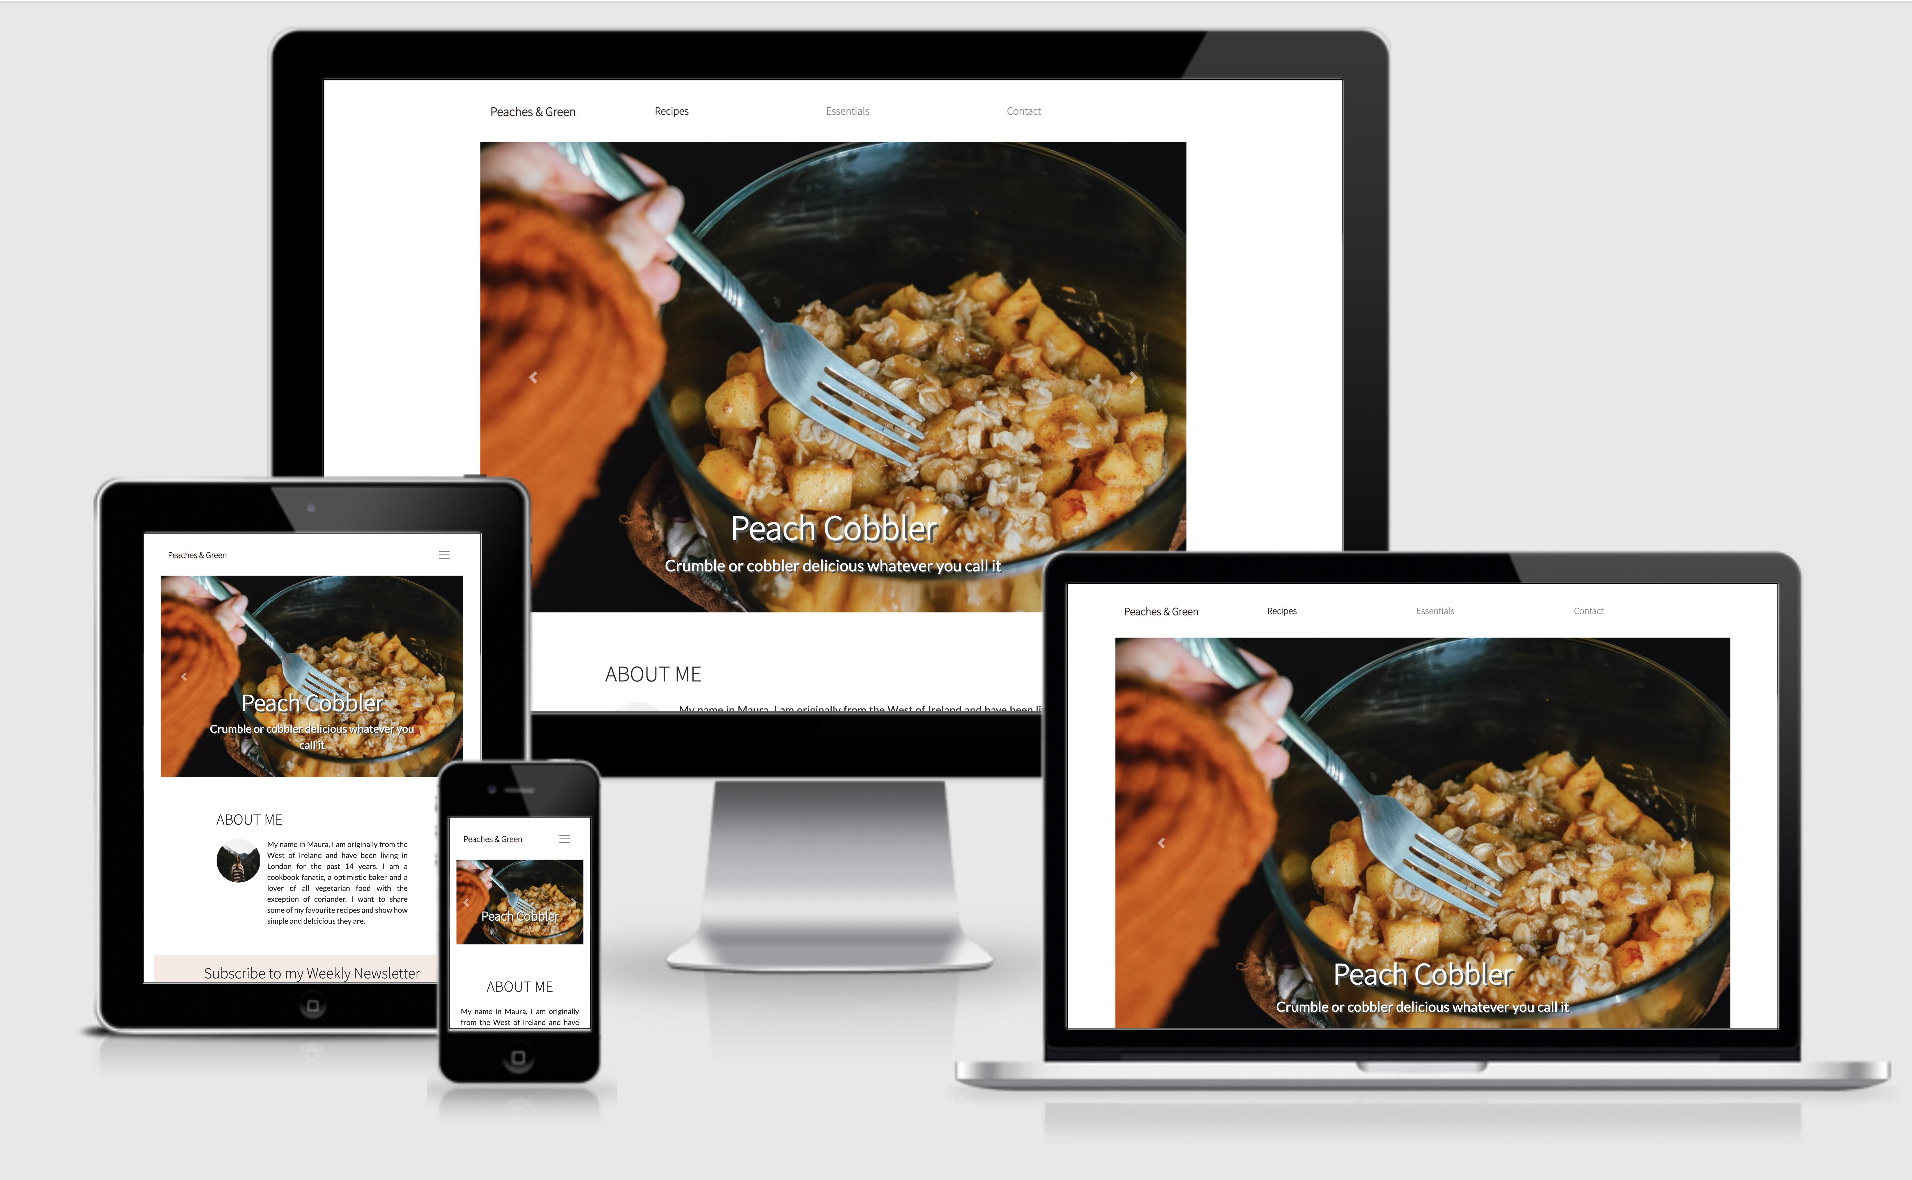 Peaches & Green Recipes Essentials Contact
Peach Cobbler
Crumble or cobbler delicious whatever you call it
ABOUT ME
My name in Maura, I am originally from the West of Ireland and have been li
Peaches & Green
Peach Cobbler
Crumble or cobbler delicious whatever you
call it
ABOUT ME
My name in Maura, I am originally from the
West of Ireland and have been living in
London for the past 14 years. I am a
cookbook fanatic, a optimistic baker and a
lover of all vegetarian food with the
exception of coriander. I want to share
some of my favourite recipes and show how
simple and delcicious they are.
Subscribe to my Weekly Newsletter
Peaches & Green
Peach Cobbler
ABOUT ME
My name in Maura, I am originally
from the West of Ireland and have
Peaches & Green Recipes Essentials Contact
Peach Cobbler
Crumble or cobbler delicious whatever you call it